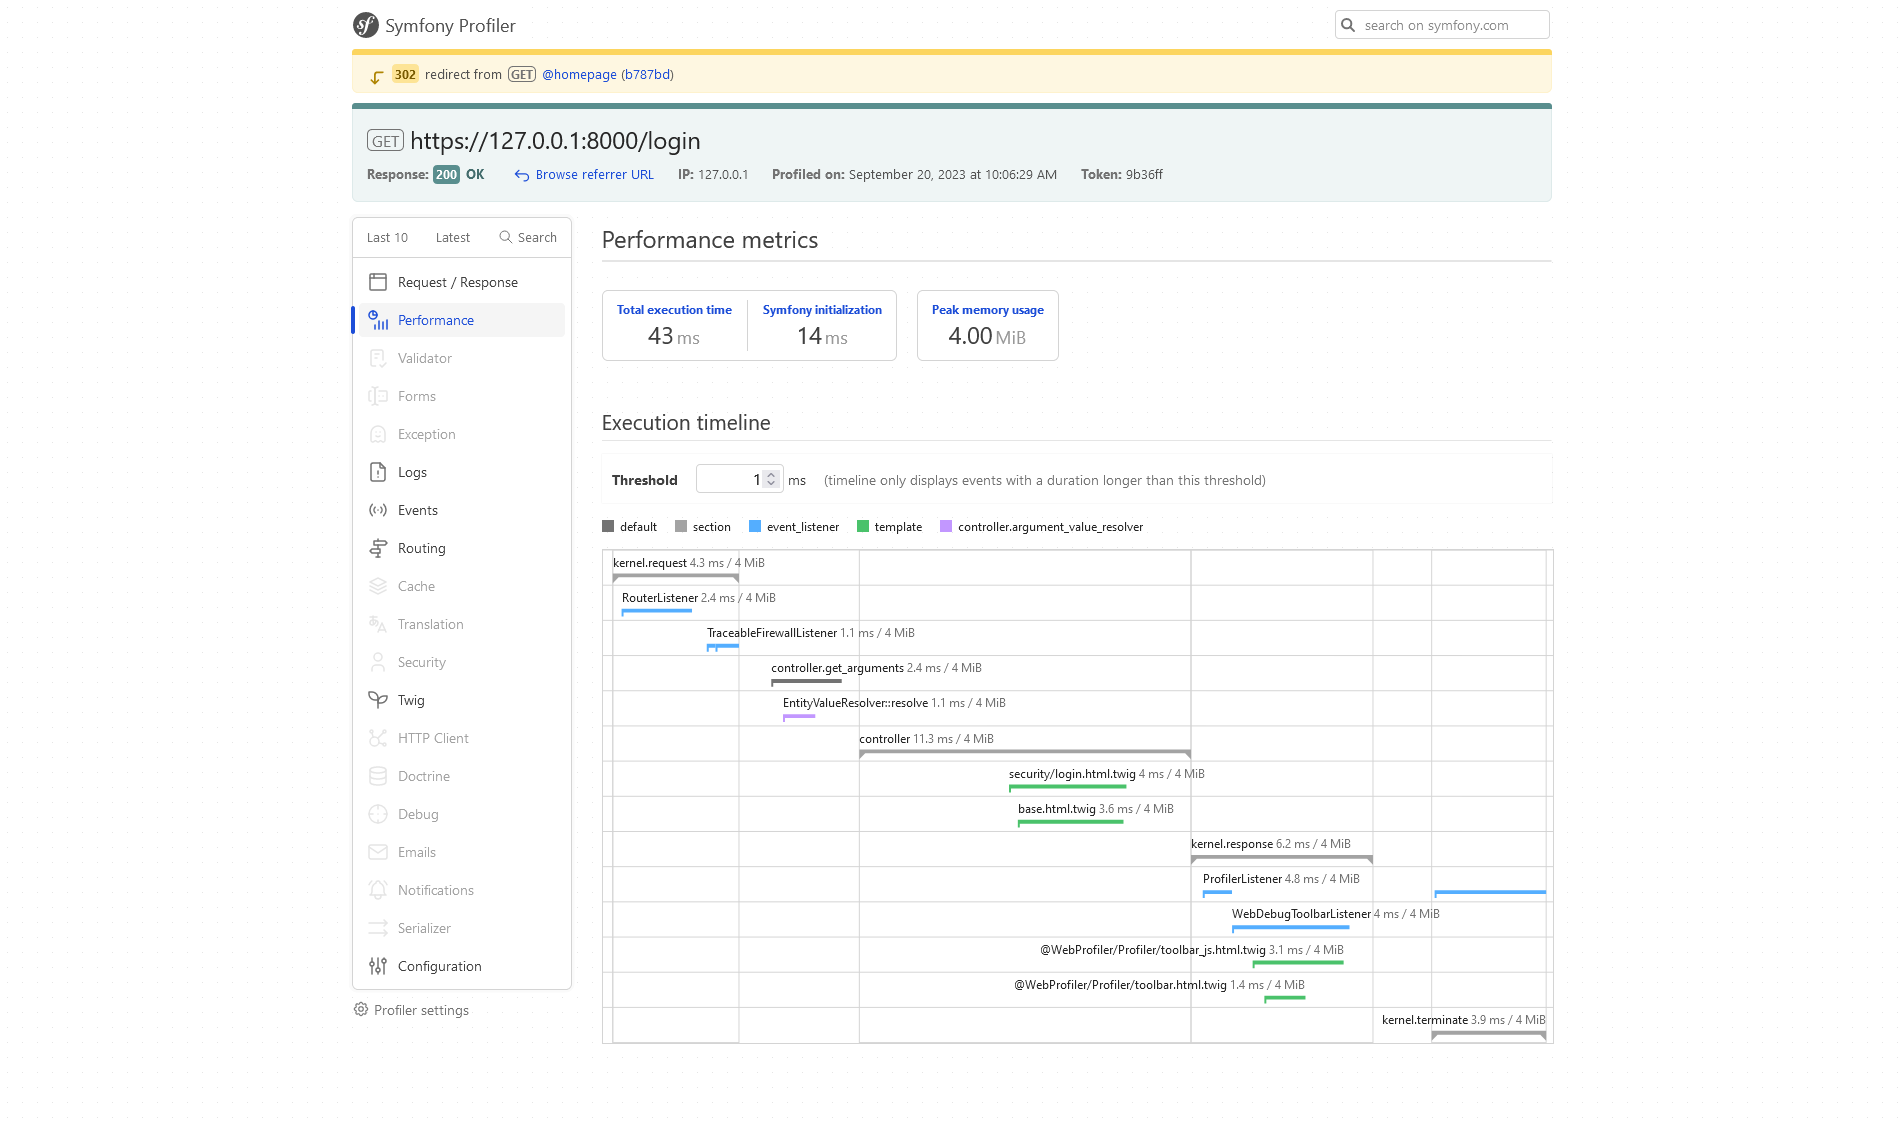 sf Symfony Profiler
search on symfony.com
302 redirect from GET @homepage (b787bd)
GET https://127.0.0.1:8000/login
Response: 200 OK Browse referrer URL IP: 127.0.0.1 Profiled on: September 20, 2023 at 10:06:29 AM Token: 9b36ff
Last 10 Latest Search
Request / Response
Performance
Validator
Forms
Exception
Logs
Events
Routing
Cache
Translation
Security
Twig
HTTP Client
Doctrine
Debug
Emails
Notifications
Serializer
Configuration
Profiler settings
Performance metrics
Total execution time
43 ms
Symfony initialization
14 ms
Peak memory usage
4.00 MiB
Execution timeline
Threshold 1 ms (timeline only displays events with a duration longer than this threshold)
default section event_listener template controller.argument_value_resolver
kernel.request 4.3 ms / 4 MiB
RouterListener 2.4 ms / 4 MiB
TraceableFirewallListener 1.1 ms / 4 MiB
controller.get_arguments 2.4 ms / 4 MiB
EntityValueResolver::resolve 1.1 ms / 4 MiB
controller 11.3 ms / 4 MiB
security/login.html.twig 4 ms / 4 MiB
base.html.twig 3.6 ms / 4 MiB
kernel.response 6.2 ms / 4 MiB
ProfilerListener 4.8 ms / 4 MiB
WebDebugToolbarListener 4 ms / 4 MiB
@WebProfiler/Profiler/toolbar_js.html.twig 3.1 ms / 4 MiB
@WebProfiler/Profiler/toolbar.html.twig 1.4 ms / 4 MiB
kernel.terminate 3.9 ms / 4 MiB